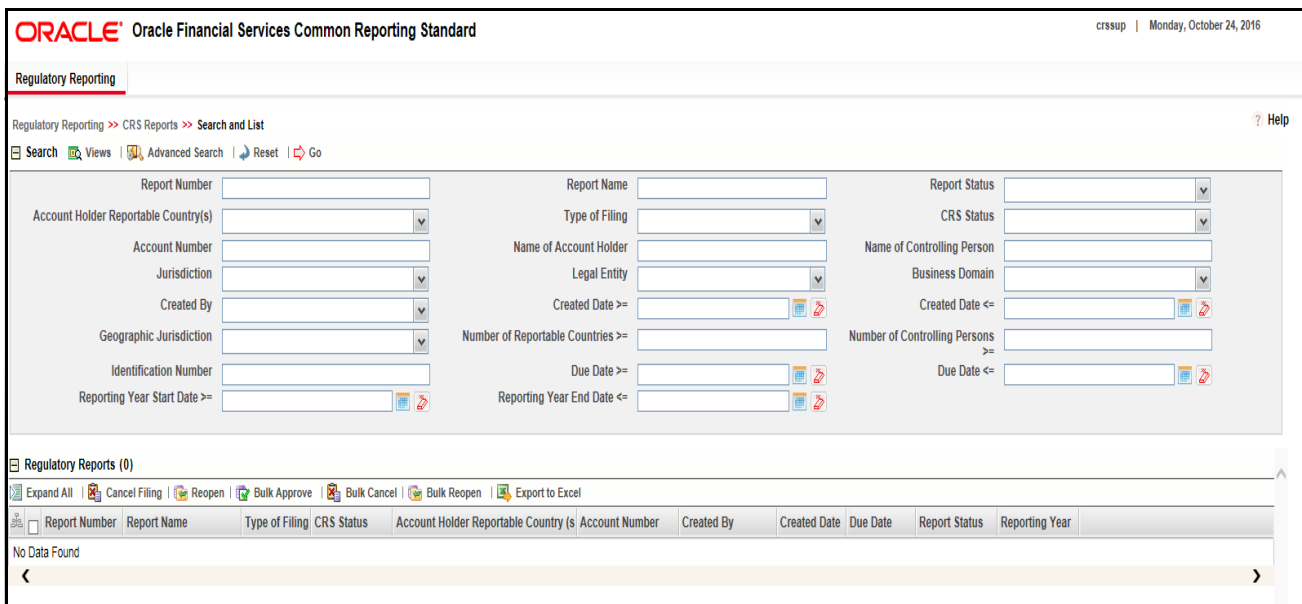 ORACLE® Oracle Financial Services Common Reporting Standard
crssup | Monday, October 24, 2016
Regulatory Reporting
Regulatory Reporting >> CRS Reports >> Search and List
? Help
Search Views | Advanced Search | Reset | Go
Report Number Report Name Report Status
Account Holder Reportable Country(s) Type of Filing CRS Status
Account Number Name of Account Holder Name of Controlling Person
Jurisdiction Legal Entity Business Domain
Created By Created Date >= Created Date <=
Geographic Jurisdiction Number of Reportable Countries >= Number of Controlling Persons
>=
Identification Number Due Date >= Due Date <=
Reporting Year Start Date >= Reporting Year End Date <=
Regulatory Reports (0)
Expand All | Cancel Filing | Reopen | Bulk Approve | Bulk Cancel | Bulk Reopen | Export to Excel
Report Number Report Name Type of Filing CRS Status Account Holder Reportable Country (s Account Number Created By Created Date Due Date Report Status Reporting Year
No Data Found